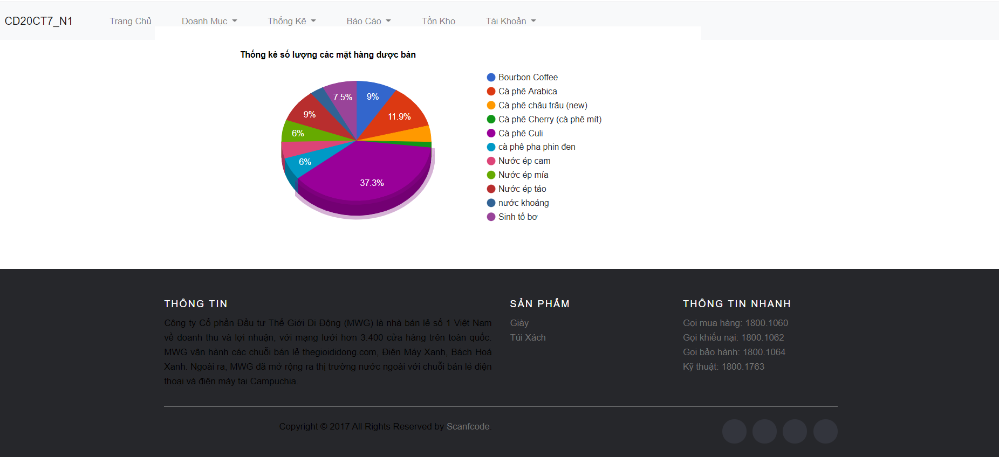 CD20CT7_N1 Trang Chủ Doanh Mục Thống Kê Báo Cáo Tồn Kho Tài Khoản
Thống kê số lượng các mặt hàng được bán
7.5%
9%
9%
11.9%
6%
6%
37.3%
Bourbon Coffee
Cà phê Arabica
Cà phê châu trâu (new)
Cà phê Cherry (cà phê mít)
Cà phê Culi
cà phê pha phin đen
Nước ép cam
Nước ép mía
Nước ép táo
nước khoáng
Sinh tố bơ
THÔNG TIN
Công ty Cổ phần Đầu tư Thế Giới Di Động (MWG) là nhà bán lẻ số 1 Việt Nam
về doanh thu và lợi nhuận, với mạng lưới hơn 3.400 cửa hàng trên toàn quốc.
MWG vận hành các chuỗi bán lẻ thegioididong.com, Điện Máy Xanh, Bách Hoá
Xanh. Ngoài ra, MWG đã mở rộng ra thị trường nước ngoài với chuỗi bán lẻ điện
thoại và điện máy tại Campuchia.
SẢN PHẨM
Giày
Túi Xách
THÔNG TIN NHANH
Gọi mua hàng: 1800.1060
Gọi khiếu nại: 1800.1062
Gọi bảo hành: 1800.1064
Kỹ thuật: 1800.1763
Copyright © 2017 All Rights Reserved by Scanfcode.